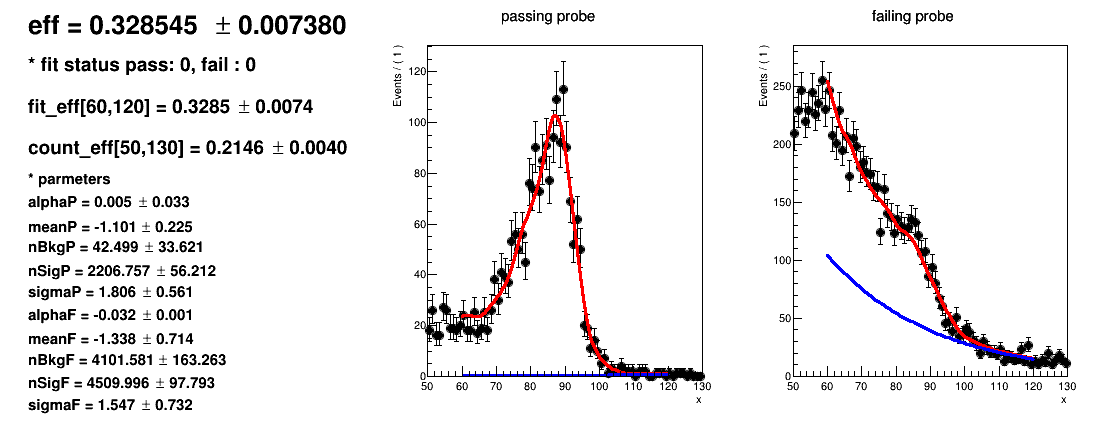 eff = 0.328545 ± 0.007380
* fit status pass: 0, fail : 0
fit_eff[60,120] = 0.3285 ± 0.0074
count_eff[50,130] = 0.2146 ± 0.0040
* parmeters
alphaP = 0.005 ± 0.033
meanP = -1.101 ± 0.225
nBkgP = 42.499 ± 33.621
nSigP = 2206.757 ± 56.212
sigmaP = 1.806 ± 0.561
alphaF = -0.032 ± 0.001
meanF = -1.338 ± 0.714
nBkgF = 4101.581 ± 163.263
nSigF = 4509.996 ± 97.793
sigmaF = 1.547 ± 0.732
passing probe
Events / ( 1 )
120
100
80
60
40
20
0
50 60 70 80 90 100 110 120 130
x
failing probe
Events / ( 1 )
250
200
150
100
50
0
50 60 70 80 90 100 110 120 130
x